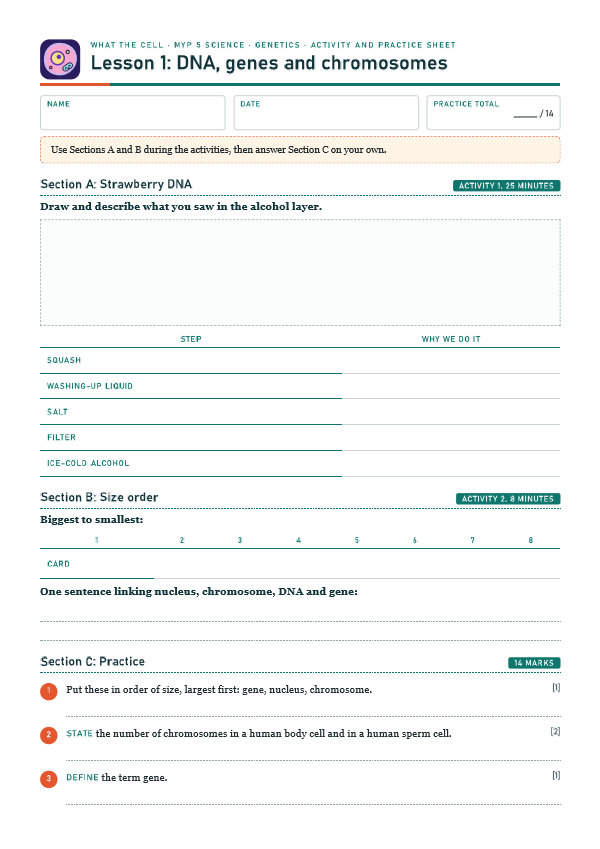 WHAT THE CELL · MYP 5 SCIENCE · GENETICS · ACTIVITY AND PRACTICE SHEET
Lesson 1: DNA, genes and chromosomes
NAME
DATE
PRACTICE TOTAL
_____ / 14
Use Sections A and B during the activities, then answer Section C on your own.
Section A: Strawberry DNA
ACTIVITY 1, 25 MINUTES
Draw and describe what you saw in the alcohol layer.
STEP WHY WE DO IT
SQUASH
WASHING-UP LIQUID
SALT
FILTER
ICE-COLD ALCOHOL
Section B: Size order
ACTIVITY 2, 8 MINUTES
Biggest to smallest:
1 2 3 4 5 6 7 8
CARD
One sentence linking nucleus, chromosome, DNA and gene:
Section C: Practice
14 MARKS
1 Put these in order of size, largest first: gene, nucleus, chromosome. [1]
2 STATE the number of chromosomes in a human body cell and in a human sperm cell. [2]
3 DEFINE the term gene. [1]